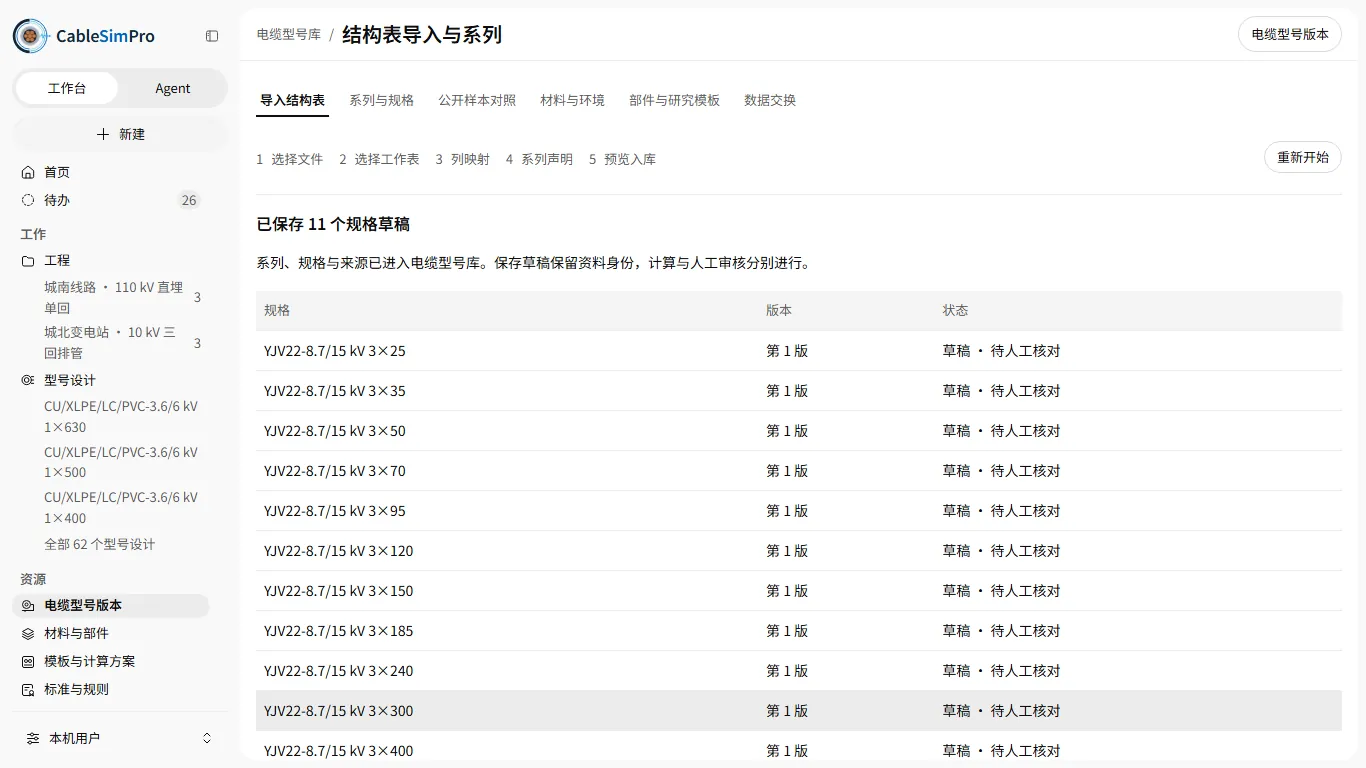 CableSimPro
工作台
Agent
新建
首页
待办
26
工作
工程
城南线路 · 110 kV 直埋
单回
3
城北变电站 · 10 kV 三
回排管
3
型号设计
CU/XLPE/LC/PVC-3.6/6 kV
1×630
CU/XLPE/LC/PVC-3.6/6 kV
1×500
CU/XLPE/LC/PVC-3.6/6 kV
1×400
全部 62 个型号设计
资源
电缆型号版本
材料与部件
模板与计算方案
标准与规则
本机用户
电缆型号库 / 结构表导入与系列
电缆型号版本
导入结构表 系列与规格 公开样本对照 材料与环境 部件与研究模板 数据交换
1 选择文件 2 选择工作表 3 列映射 4 系列声明 5 预览入库
重新开始
已保存 11 个规格草稿
系列、规格与来源已进入电缆型号库。保存草稿保留资料身份，计算与人工审核分别进行。
规格 版本 状态
YJV22-8.7/15 kV 3×25 第 1 版 草稿 · 待人工核对
YJV22-8.7/15 kV 3×35 第 1 版 草稿 · 待人工核对
YJV22-8.7/15 kV 3×50 第 1 版 草稿 · 待人工核对
YJV22-8.7/15 kV 3×70 第 1 版 草稿 · 待人工核对
YJV22-8.7/15 kV 3×95 第 1 版 草稿 · 待人工核对
YJV22-8.7/15 kV 3×120 第 1 版 草稿 · 待人工核对
YJV22-8.7/15 kV 3×150 第 1 版 草稿 · 待人工核对
YJV22-8.7/15 kV 3×185 第 1 版 草稿 · 待人工核对
YJV22-8.7/15 kV 3×240 第 1 版 草稿 · 待人工核对
YJV22-8.7/15 kV 3×300 第 1 版 草稿 · 待人工核对
YJV22-8.7/15 kV 3×400 第 1 版 草稿 · 待人工核对